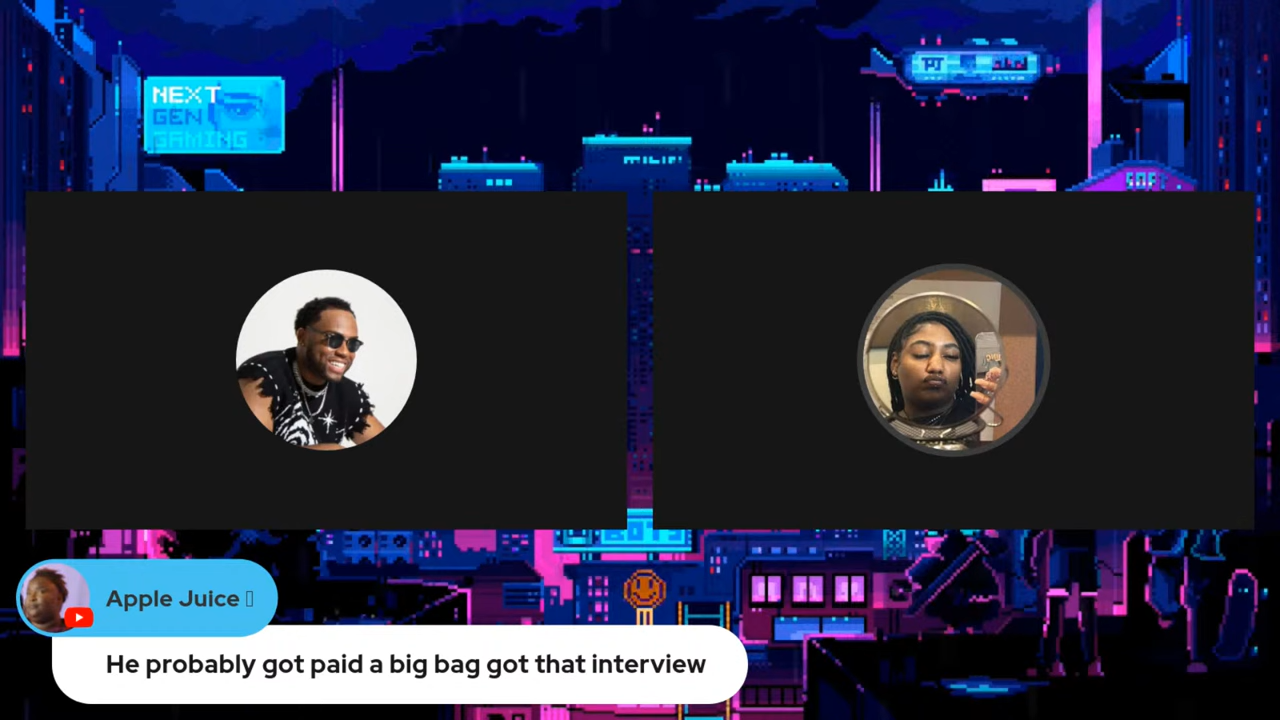 NEXT
GEN
GAMING
Apple Juice
He probably got paid a big bag got that interview